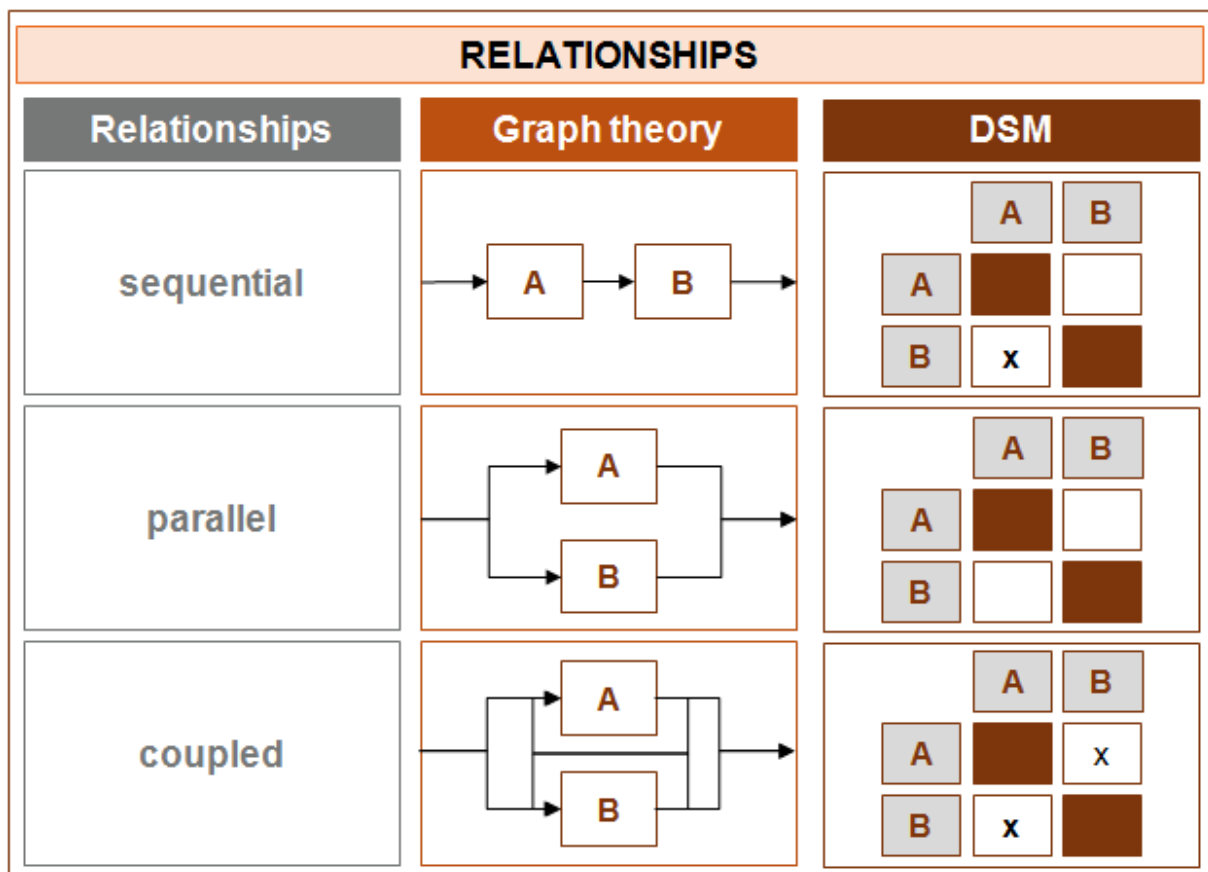 RELATIONSHIPS
Relationships Graph theory DSM
sequential
A B
A B
A
B x
parallel
A
B
A B
A
B
coupled
A
B
A B
A x
B x